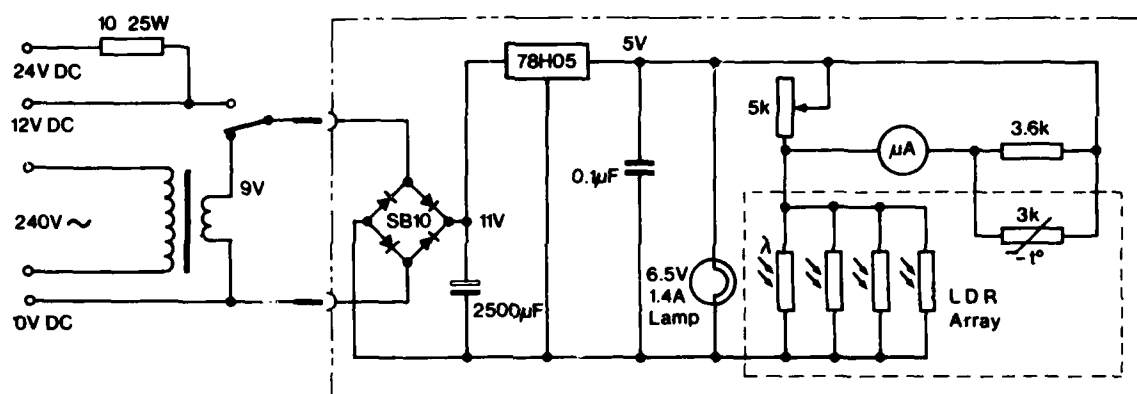 10 25W
24V DC
12V DC
240V ~
0V DC
9V
SB10
11V
2500µF
78H05
5V
0.1µF
6.5V
1.4A
Lamp
5k
µA
3.6k
3k
-t°
λ
LDR
Array